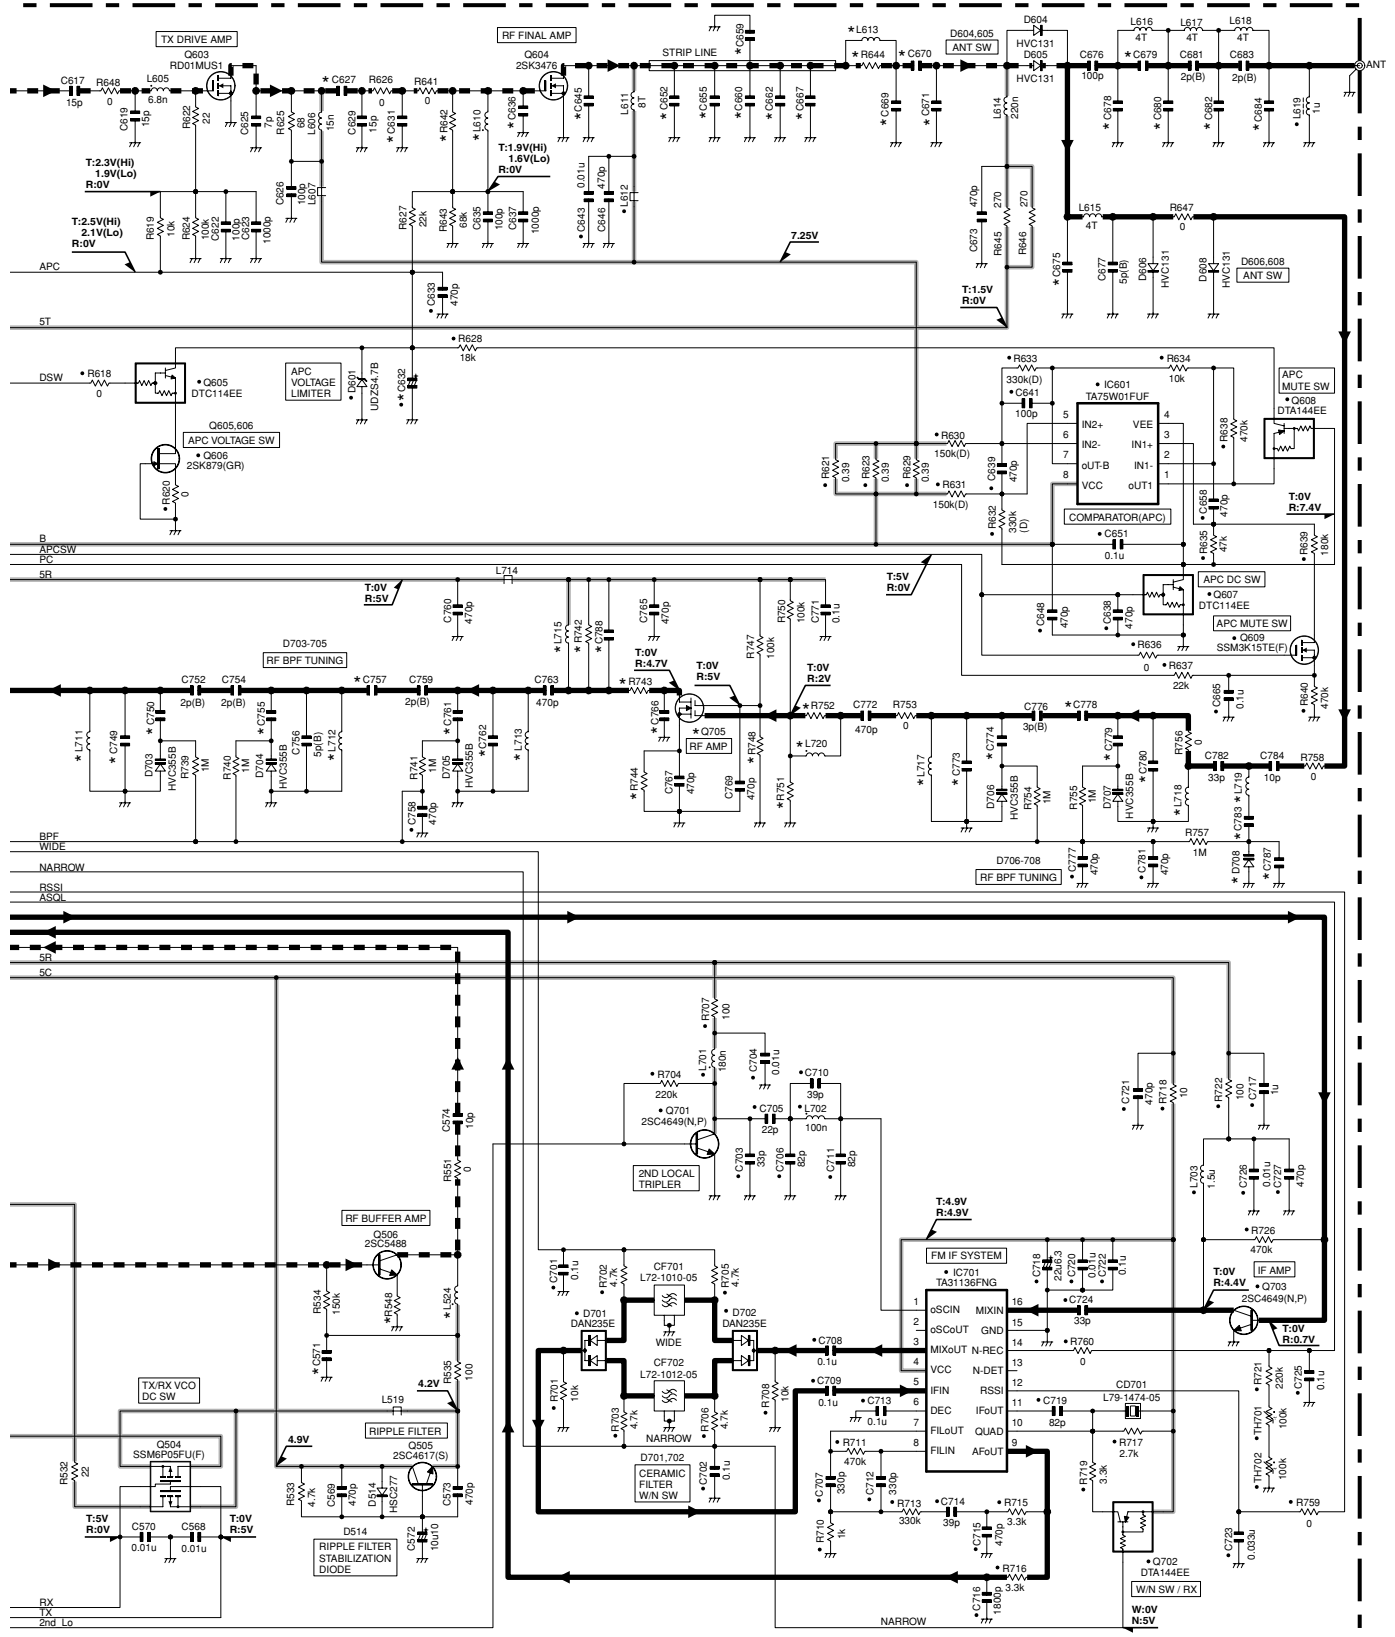 TX DRIVE AMP
Q603
RD01MUS1
C617
15p
R648
0
L605
6.8n
C619
15p
R622
22
C625
7p
R625
68
L606
15n
* C627
R626
0
R641
0
C629
15p
* C631
* R642
* L610
* C636
RF FINAL AMP
Q604
2SK3476
* C645
L611
8T
STRIP LINE
* C652
* C655
* C659
* C660
* C662
* C667
* L613
* R644
* C670
* C669
* C671
D604,605
ANT SW
D604
HVC131
D605
HVC131
L614
220n
C676
100p
L616
4T
L617
4T
L618
4T
* C679
C681
2p(B)
C683
2p(B)
* C678
* C680
* C682
* C684
• L619
1u
ANT
T:2.3V(Hi)
1.9V(Lo)
R:0V
T:2.5V(Hi)
2.1V(Lo)
R:0V
R619
10k
R624
100k
C622
100p
C623
1000p
C626
100p
L607
T:1.9V(Hi)
1.6V(Lo)
R:0V
R627
22k
R643
68k
C635
100p
C637
1000p
• C643
0.01u
C646
470p
• L612
7.25V
C673
470p
R645
270
R646
270
L615
4T
R647
0
* C675
C677
5p(B)
D606
HVC131
D608
HVC131
D606,608
ANT SW
APC
• C633
470p
T:1.5V
R:0V
5T
• R628
18k
DSW
• R618
0
• Q605
DTC114EE
Q605,606
APC VOLTAGE SW
• Q606
2SK879(GR)
• R620
0
APC
VOLTAGE
LIMITER
• D601
UDZS4.7B
• * C632
• R633
330k(D)
• C641
100p
• R634
10k
• IC601
TA75W01FUF
5 IN2+ VEE 4
6 IN2- IN1+ 3
7 oUT-B IN1- 2
8 VCC oUT1 1
COMPARATOR(APC)
• R638
470k
APC
MUTE SW
• Q608
DTA144EE
• R621
0.39
• R623
0.39
• R629
0.39
• R630
150k(D)
• R631
150k(D)
• C639
470p
• R632
330k
(D)
• C658
470p
T:0V
R:7.4V
• C651
0.1u
• R635
47k
• R639
180k
B
APCSW
PC
5R
T:0V
R:5V
L714
T:5V
R:0V
APC DC SW
• Q607
DTC114EE
• C648
470p
• C638
470p
APC MUTE SW
• Q609
SSM3K15TE(F)
• R636
0
• R637
22k
• C665
0.1u
• R640
470k
C760
470p
* L715
* R742
* C788
C765
470p
R747
100k
R750
100k
C771
0.1u
D703-705
RF BPF TUNING
T:0V
R:4.7V
T:0V
R:5V
T:0V
R:2V
C752
2p(B)
C754
2p(B)
* C757
C759
2p(B)
C763
470p
* R743
* C766
* Q705
RF AMP
* R752
C772
470p
R753
0
C776
3p(B)
* C778
* L711
* C749
* C750
D703
HVC355B
R739
1M
R740
1M
* C755
D704
HVC355B
C756
5p(B)
* L712
R741
1M
• C758
470p
* C761
D705
HVC355B
* C762
* L713
* R744
C767
470p
C769
470p
* R748
* R751
* L720
* L717
* C773
* C774
D706
HVC355B
R754
1M
R755
1M
* C779
D707
HVC355B
* C780
* L718
R756
0
C782
33p
C784
10p
R758
0
* L719
* C783
R757
1M
* D708
* C787
D706-708
RF BPF TUNING
• C777
470p
• C781
470p
BPF
WIDE
NARROW
RSSI
ASQL
5R
5C
C574
10p
R551
0
• R707
100
• L701
180n
• C704
0.01u
• R704
220k
• Q701
2SC4649(N,P)
2ND LOCAL
TRIPLER
• C705
22p
• C710
39p
• L702
100n
• C703
33p
• C706
82p
• C711
82p
• C721
470p
• R718
10
• R722
100
• C717
1u
• L703
1.5u
• C726
0.01u
• C727
470p
• R726
470k
RF BUFFER AMP
Q506
2SC5488
R534
150k
* R548
* C571
* L524
R535
100
4.2V
T:4.9V
R:4.9V
FM IF SYSTEM
• IC701
TA31136FNG
• C718
22u6.3
• C720
0.01u
• C722
0.1u
1 oSCIN MIXIN 16
2 oSCoUT GND 15
3 MIXoUT N-REC 14
4 VCC N-DET 13
5 IFIN RSSI 12
6 DEC IFoUT 11
7 FILoUT QUAD 10
8 FILIN AFoUT 9
• C724
33p
T:0V
R:4.4V
IF AMP
• Q703
2SC4649(N,P)
T:0V
R:0.7V
• C701
0.1u
• R702
4.7k
CF701
L72-1010-05
WIDE
• R705
4.7k
• D701
DAN235E
• D702
DAN235E
CF702
L72-1012-05
NARROW
• R701
10k
• R703
4.7k
• R706
4.7k
• R708
10k
• C708
0.1u
• C709
0.1u
• C713
0.1u
D701,702
CERAMIC
FILTER
W/N SW
• C702
0.1u
• R760
0
• C719
82p
CD701
L79-1474-05
• R717
2.7k
• R719
3.3k
• R721
220k
• C725
0.1u
• TH701
100k
• TH702
100k
• R711
470k
• C707
330p
• C712
330p
• R710
1k
• R713
330k
• C714
39p
• R715
3.3k
• C715
470p
• R716
3.3k
• C716
1800p
• R759
0
• C723
0.033u
• Q702
DTA144EE
W/N SW / RX
W:0V
N:5V
NARROW
TX/RX VCO
DC SW
L519
Q504
SSM6P05FU(F)
R532
22
4.9V
RIPPLE FILTER
Q505
2SC4617(S)
R533
4.7k
C569
470p
D514
HSC277
C573
470p
C572
10u10
D514
RIPPLE FILTER
STABILIZATION
DIODE
T:5V
R:0V
C570
0.01u
C568
0.01u
T:0V
R:5V
RX
TX
2nd_Lo